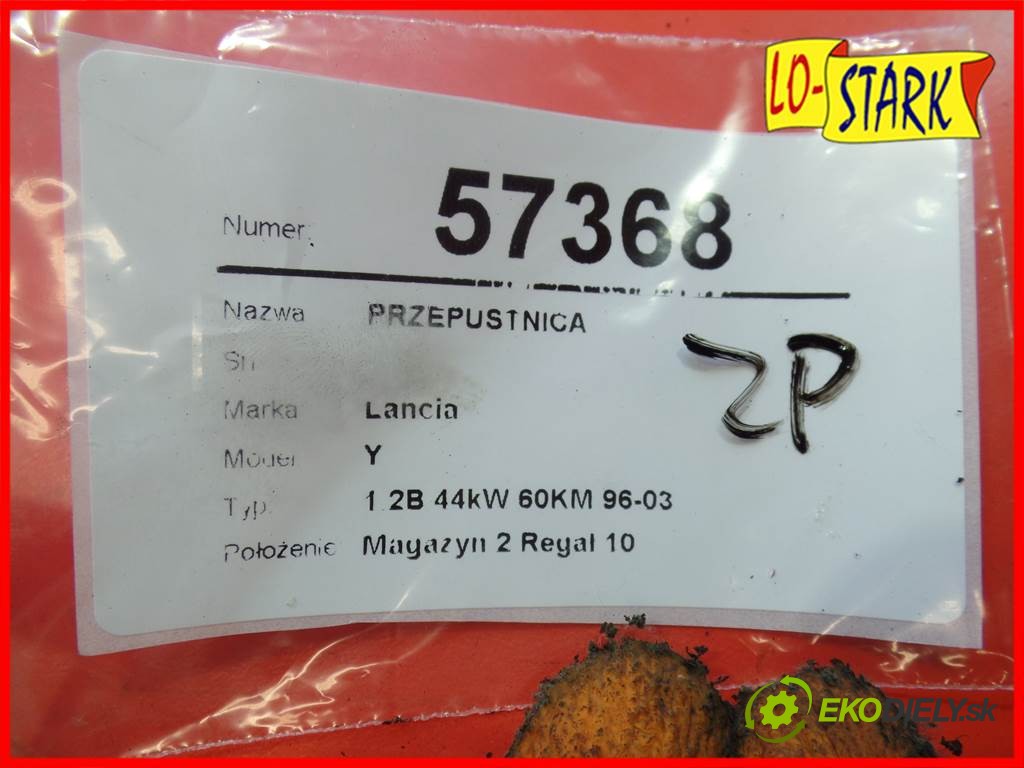 LO-STARK
Numer: 57368
Nazwa PRZEPUSTNICA
Sn
Marka Lancia
Model Y
Typ 1.2B 44kW 60KM 96-03
Położenie Magazyn 2 Regał 10
ZP
EKODIELY.sk